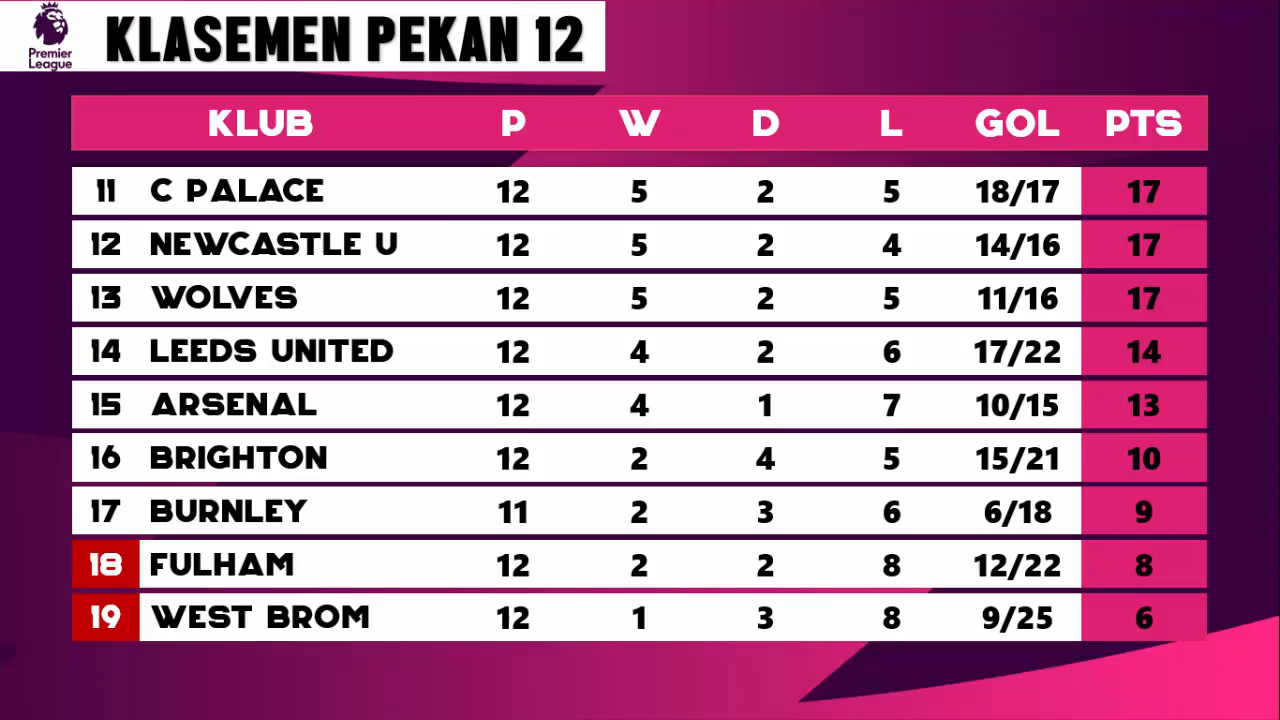 Premier
League
KLASEMEN PEKAN 12
KLUB P W D L GOL PTS
11 C PALACE 12 5 2 5 18/17 17
12 NEWCASTLE U 12 5 2 4 14/16 17
13 WOLVES 12 5 2 5 11/16 17
14 LEEDS UNITED 12 4 2 6 17/22 14
15 ARSENAL 12 4 1 7 10/15 13
16 BRIGHTON 12 2 4 5 15/21 10
17 BURNLEY 11 2 3 6 6/18 9
18 FULHAM 12 2 2 8 12/22 8
19 WEST BROM 12 1 3 8 9/25 6